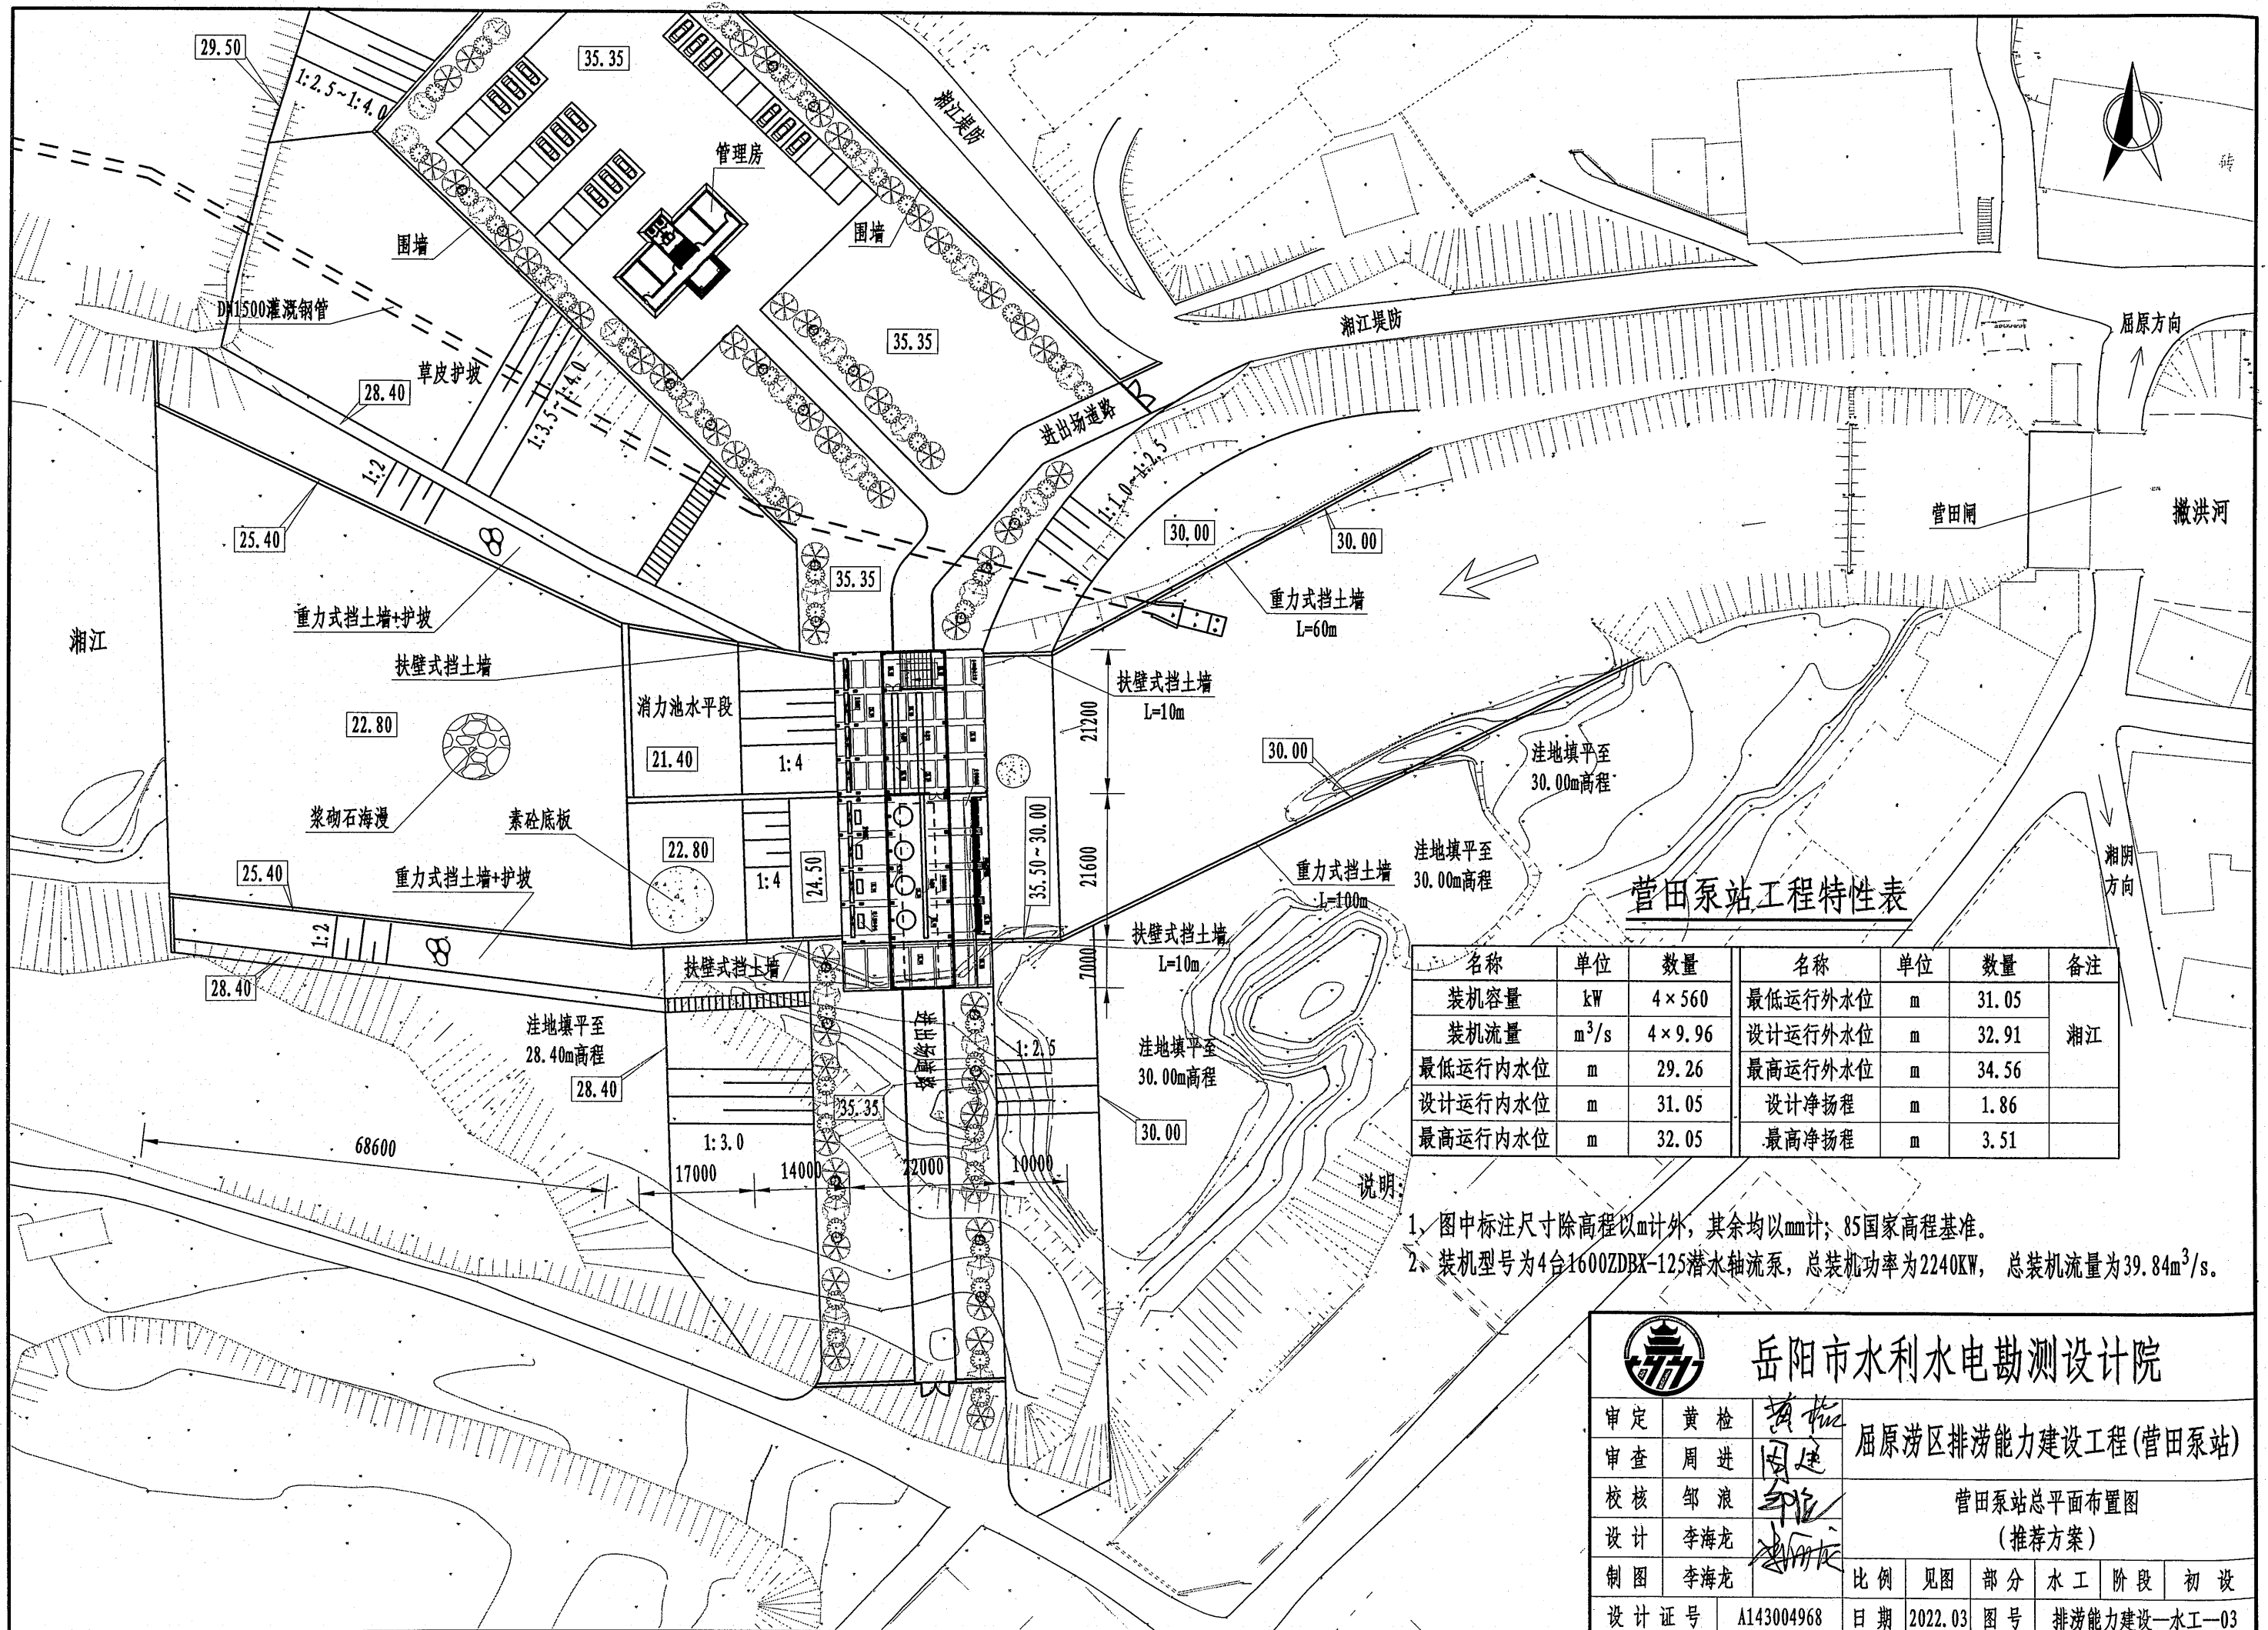 29.50
1:2.5~1:4.0
35.35
湘江堤防
管理房
围墙
围墙
DN1500灌溉钢管
草皮护坡
28.40
1:3.5~1:4.0
1:2
25.40
35.35
进出场道路
湘江堤防
屈原方向
1:1.0~1:2.5
30.00
30.00
营田闸
撇洪河
砖
35.35
重力式挡土墙
L=60m
重力式挡土墙+护坡
湘江
扶壁式挡土墙
扶壁式挡土墙
L=10m
消力池水平段
22.80
21.40
1:4
21200
30.00
洼地填平至
30.00m高程
浆砌石海漫
素砼底板
22.80
1:4
24.50
35.50~30.00
21600
重力式挡土墙
L=100m
洼地填平至
30.00m高程
湘阴
方向
25.40
重力式挡土墙+护坡
1:2
28.40
扶壁式挡土墙
扶壁式挡土墙
L=10m
7000
洼地填平至
28.40m高程
28.40
进出场道路
35.35
1:2.5
洼地填平至
30.00m高程
30.00
68600
1:3.0
17000
14000
22000
10000
营田泵站工程特性表
名称 单位 数量 名称 单位 数量 备注
装机容量 kW 4×560 最低运行外水位 m 31.05
装机流量 m³/s 4×9.96 设计运行外水位 m 32.91 湘江
最低运行内水位 m 29.26 最高运行外水位 m 34.56
设计运行内水位 m 31.05 设计净扬程 m 1.86
最高运行内水位 m 32.05 最高净扬程 m 3.51
说明:
1、图中标注尺寸除高程以m计外，其余均以mm计；85国家高程基准。
2、装机型号为4台1600ZDBX-125潜水轴流泵，总装机功率为2240KW， 总装机流量为39.84m³/s。
岳阳市水利水电勘测设计院
审定 黄检 黄检
屈原涝区排涝能力建设工程(营田泵站)
审查 周进 周进
校核 邹浪 邹浪
营田泵站总平面布置图
(推荐方案)
设计 李海龙 李海龙
制图 李海龙
比例 见图 部分 水工 阶段 初设
设计证号 A143004968 日期 2022.03 图号 排涝能力建设—水工—03